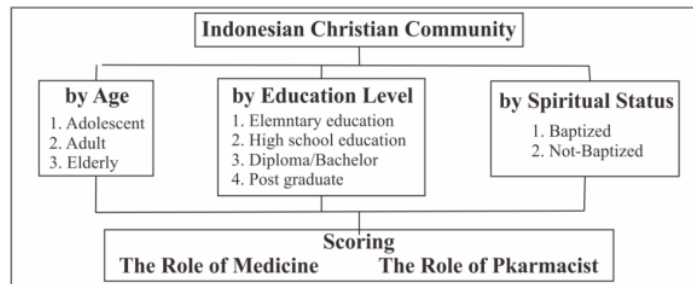 Indonesian Christian Community
by Age
1. Adolescent
2. Adult
3. Elderly
by Education Level
1. Elemntary education
2. High school education
3. Diploma/Bachelor
4. Post graduate
by Spiritual Status
1. Baptized
2. Not-Baptized
Scoring
The Role of Medicine The Role of Pkarmacist